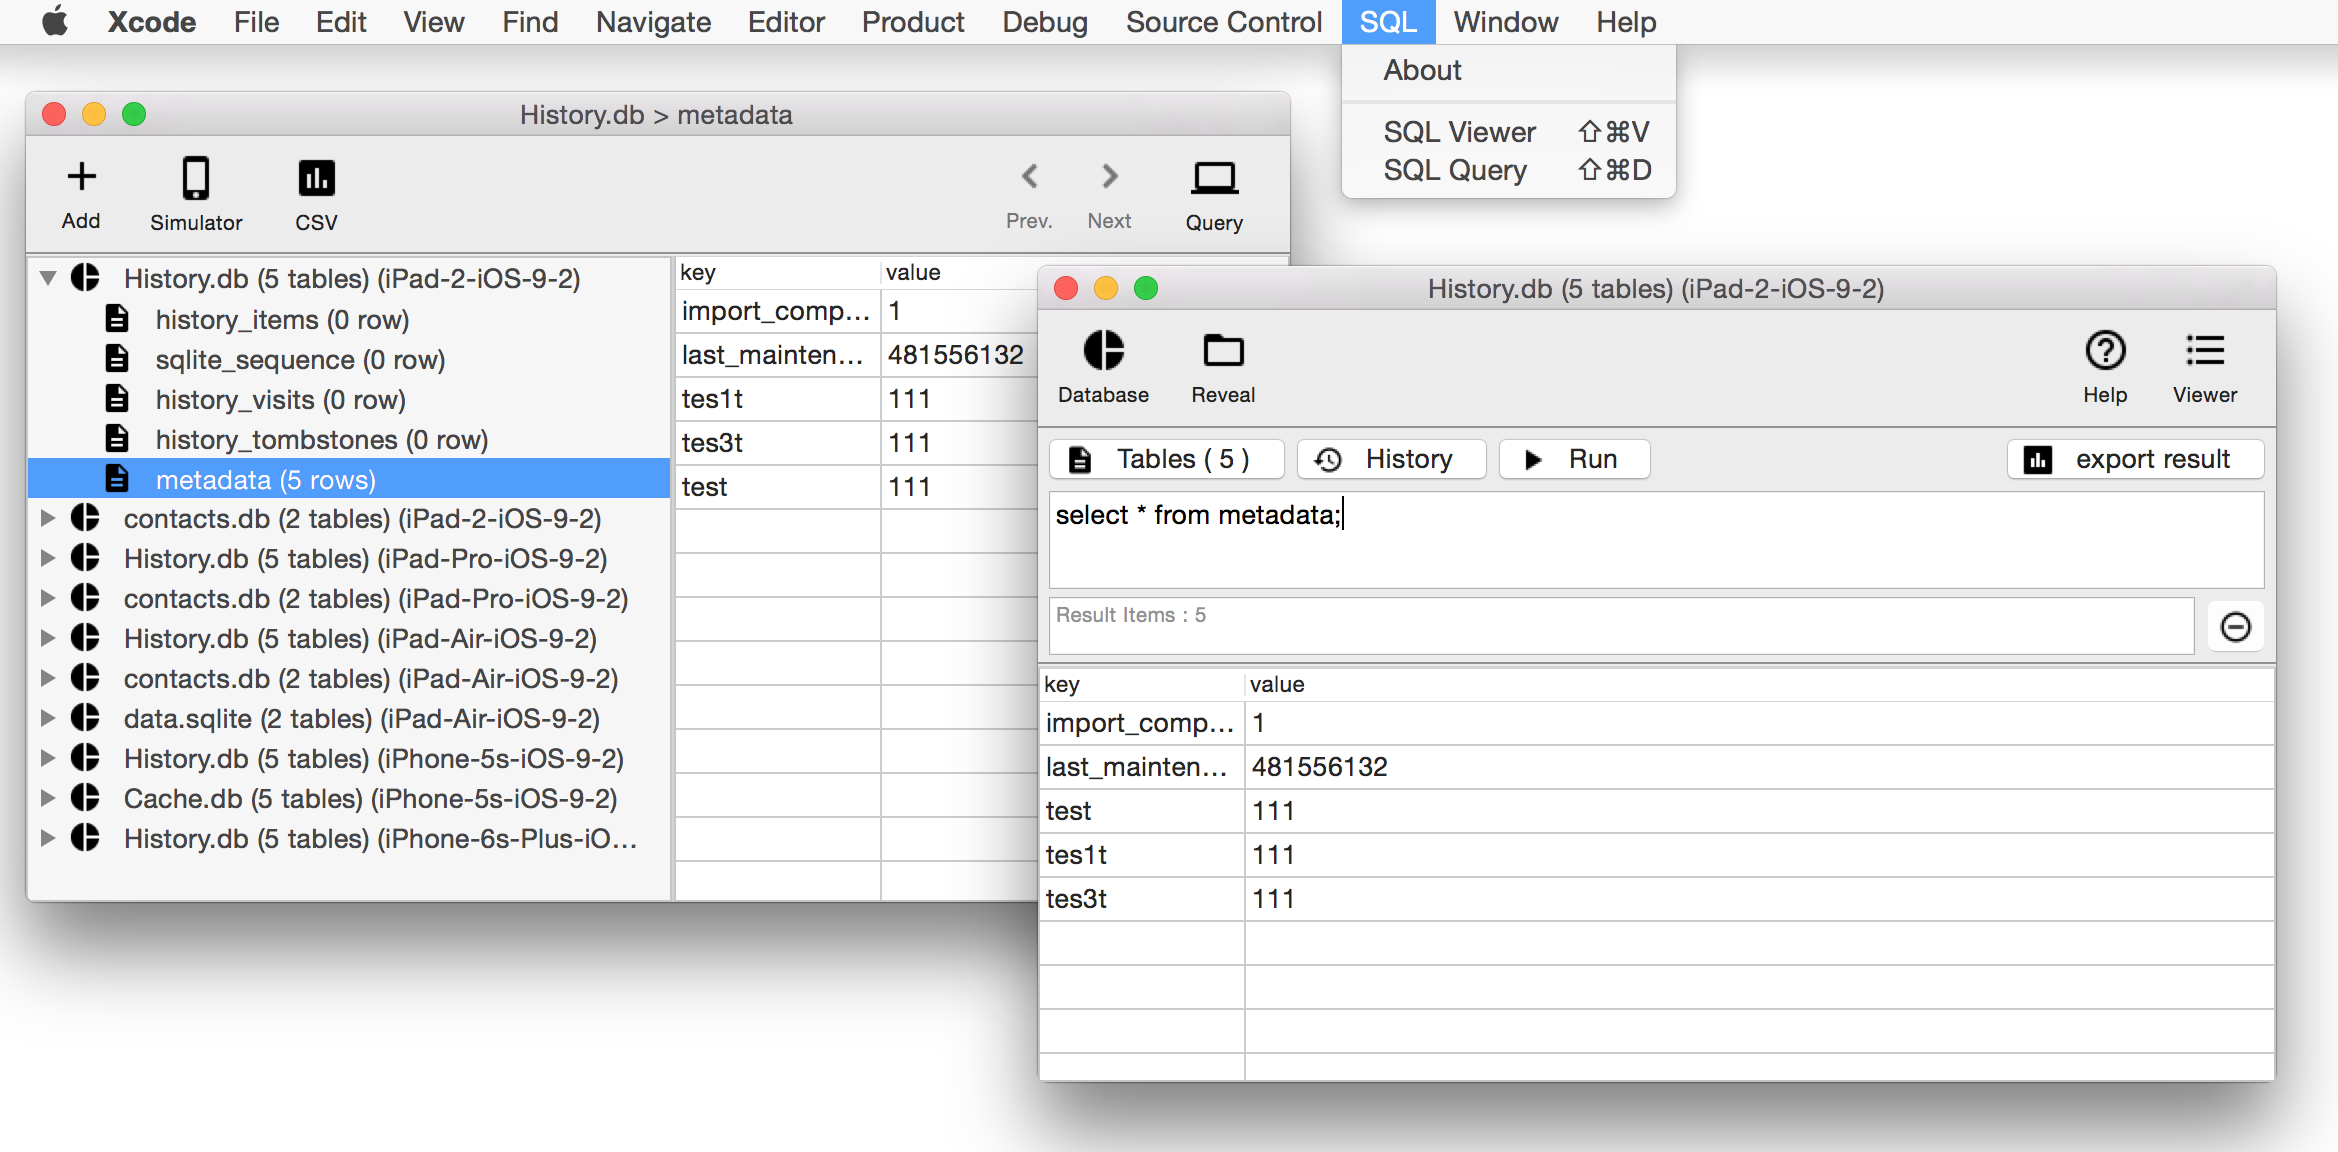 Xcode File Edit View Find Navigate Editor Product Debug Source Control SQL Window Help
About
SQL Viewer ⇧⌘V
SQL Query ⇧⌘D
History.db > metadata
Add Simulator CSV Prev. Next Query
History.db (5 tables) (iPad-2-iOS-9-2)
history_items (0 row)
sqlite_sequence (0 row)
history_visits (0 row)
history_tombstones (0 row)
metadata (5 rows)
contacts.db (2 tables) (iPad-2-iOS-9-2)
History.db (5 tables) (iPad-Pro-iOS-9-2)
contacts.db (2 tables) (iPad-Pro-iOS-9-2)
History.db (5 tables) (iPad-Air-iOS-9-2)
contacts.db (2 tables) (iPad-Air-iOS-9-2)
data.sqlite (2 tables) (iPad-Air-iOS-9-2)
History.db (5 tables) (iPhone-5s-iOS-9-2)
Cache.db (5 tables) (iPhone-5s-iOS-9-2)
History.db (5 tables) (iPhone-6s-Plus-iO...
key value
import_comp... 1
last_mainten... 481556132
tes1t 111
tes3t 111
test 111
History.db (5 tables) (iPad-2-iOS-9-2)
Database Reveal Help Viewer
Tables ( 5 ) History Run export result
select * from metadata;
Result Items : 5
key value
import_comp... 1
last_mainten... 481556132
test 111
tes1t 111
tes3t 111